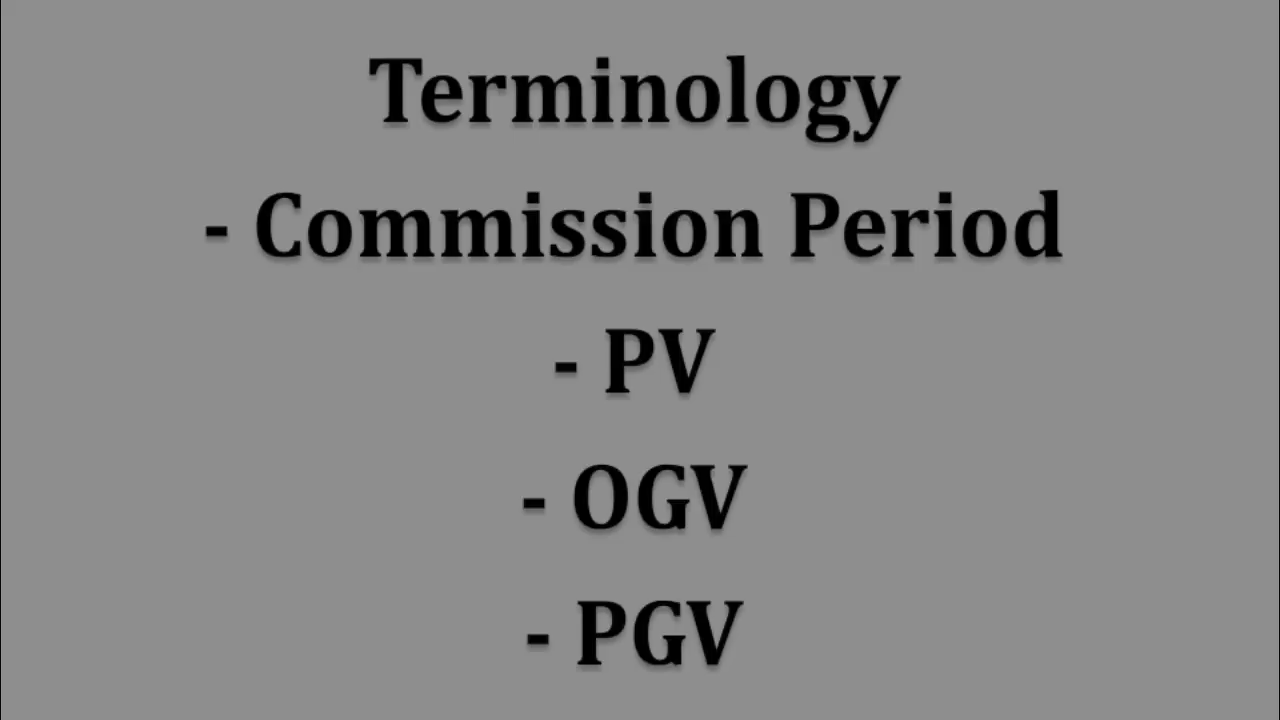 Terminology
- Commission Period
- PV
- OGV
- PGV